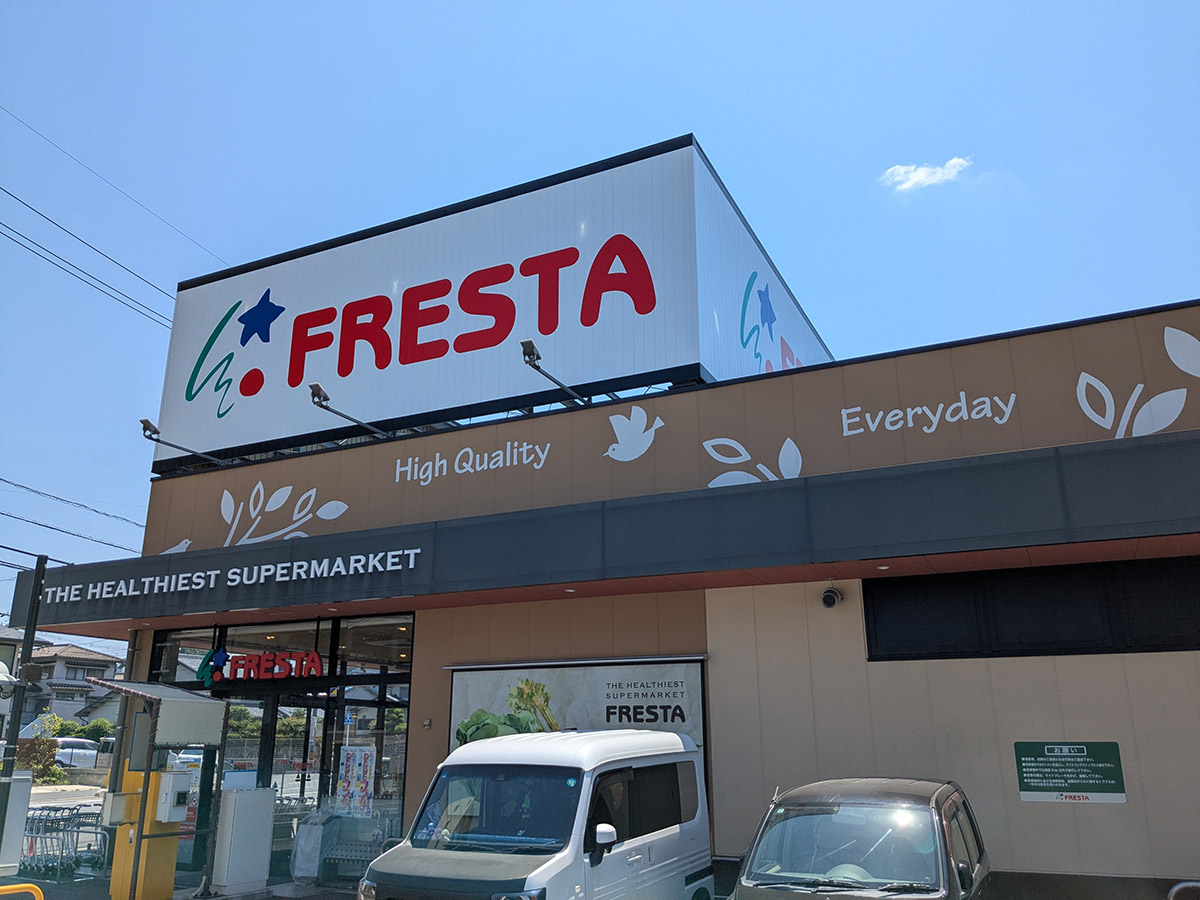 FRESTA
High Quality
Everyday
THE HEALTHIEST SUPERMARKET
FRESTA
THE HEALTHIEST
SUPERMARKET
FRESTA
お願い
FRESTA